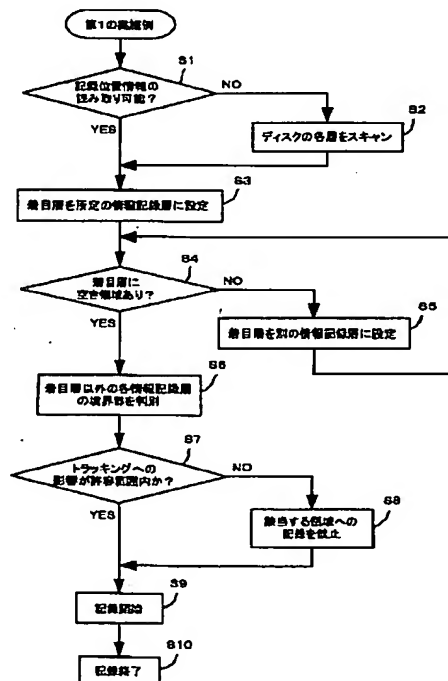 第1の実施例
S1
記録位置情報の
読み取り可能？
NO
YES
S2
ディスクの各層をスキャン
S3
着目層を所定の情報記録層に設定
S4
着目層に
空き領域あり？
NO
YES
S5
着目層を別の情報記録層に設定
S6
着目層以外の各情報記録層
の境界部を判別
S7
トラッキングへの
影響が許容範囲内か？
NO
YES
S8
該当する領域への
記録を禁止
S9
記録開始
S10
記録終了